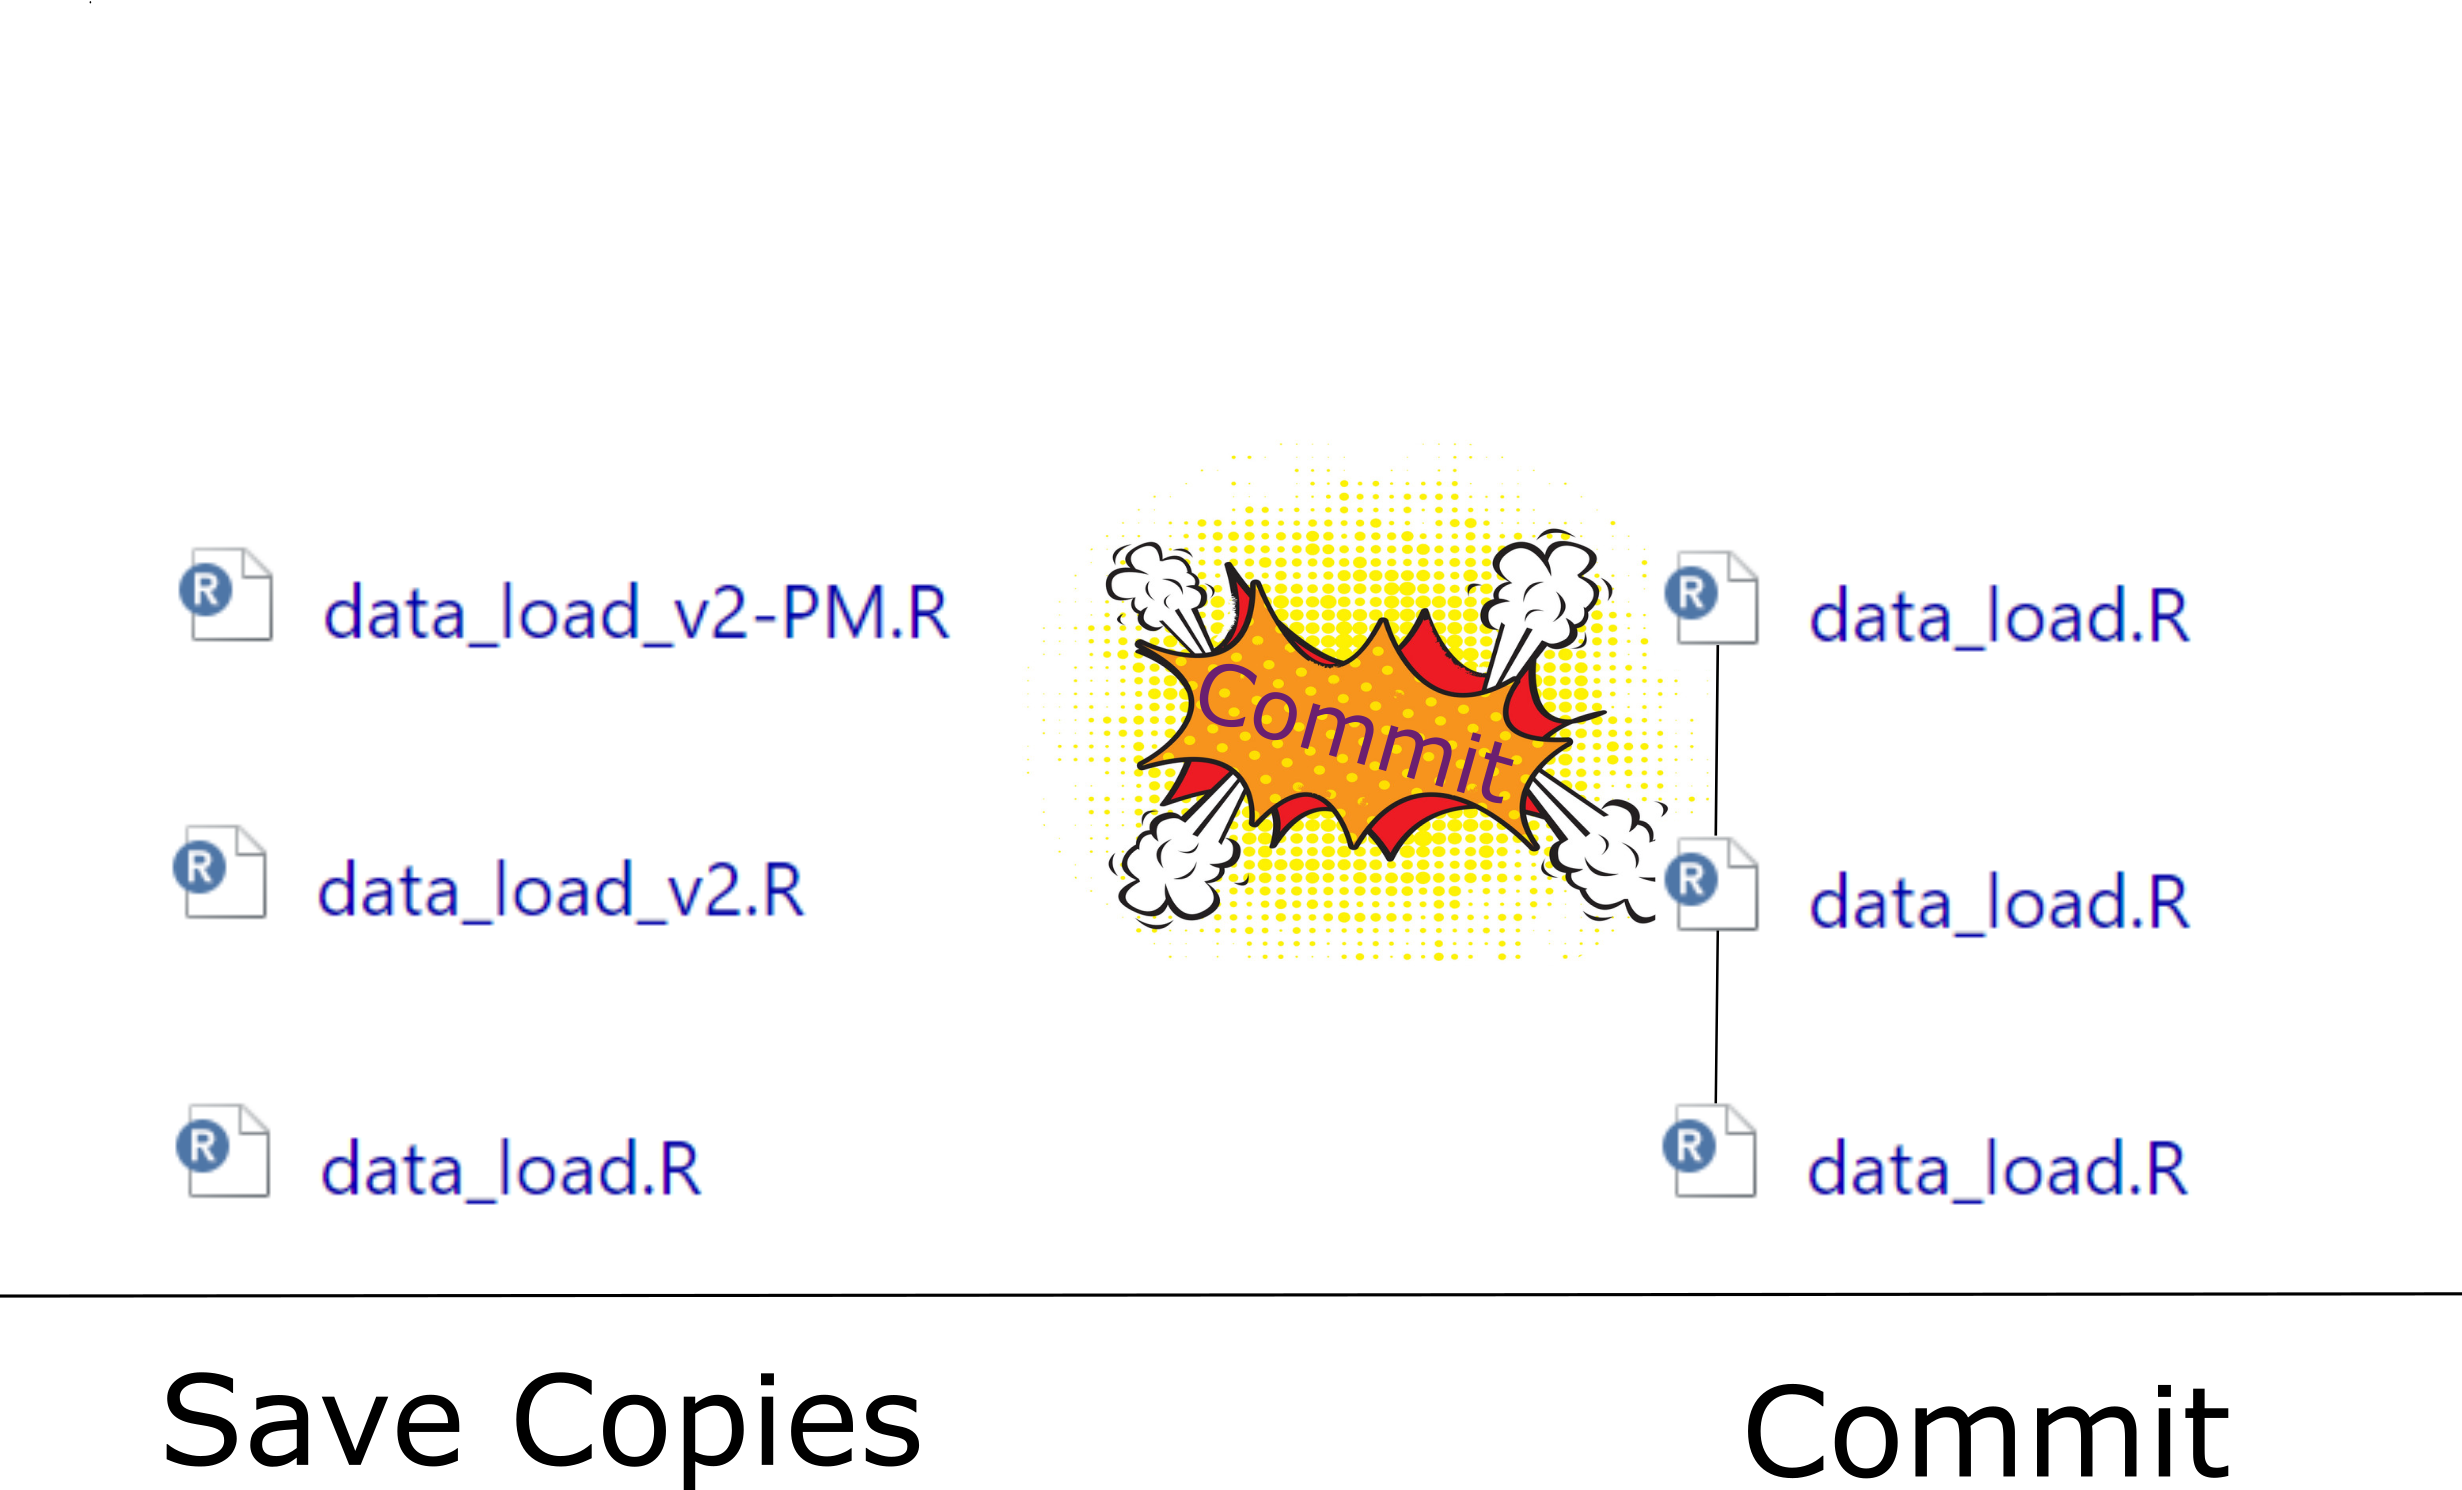 R data_load_v2-PM.R
R data_load_v2.R
R data_load.R
Commit
R data_load.R
R data_load.R
R data_load.R
Save Copies
Commit